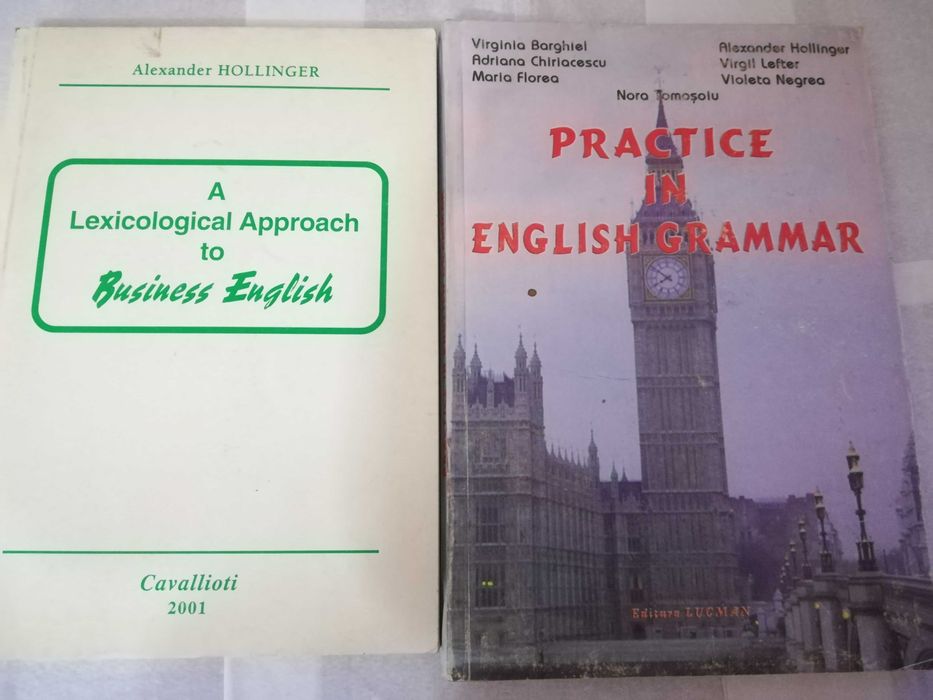 Alexander HOLLINGER
A
Lexicological Approach
to
Business English
Cavallioti
2001
Virginia Barghiel
Adriana Chiriacescu
Maria Florea
Alexander Hollinger
Virgil Lefter
Violeta Negrea
Nora Tomoşoiu
PRACTICE
IN
ENGLISH GRAMMAR
Editura LUCMAN